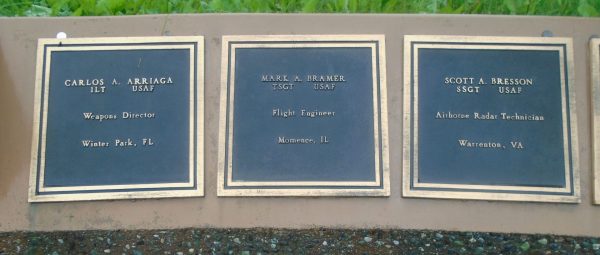 CARLOS A. ARRIAGA
1LT USAF
Weapons Director
Winter Park, FL
MARK A. BRAMER
TSGT USAF
Flight Engineer
Momence, IL
SCOTT A. BRESSON
SSGT USAF
Airborne Radar Technician
Warrenton, VA